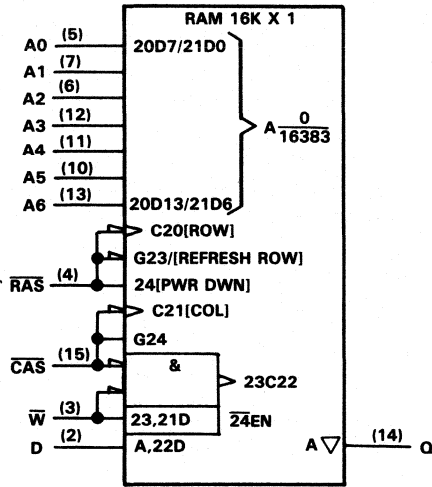 RAM 16K X 1
A0 (5) 20D7/21D0
A1 (7)
A2 (6)
A3 (12)
A4 (11)
A5 (10)
A6 (13) 20D13/21D6
A 0/16383
C20[ROW]
G23/[REFRESH ROW]
RAS (4) 24[PWR DWN]
C21[COL]
G24
CAS (15) &
23C22
W (3) 23,21D 24EN
D (2) A,22D
A (14) Q